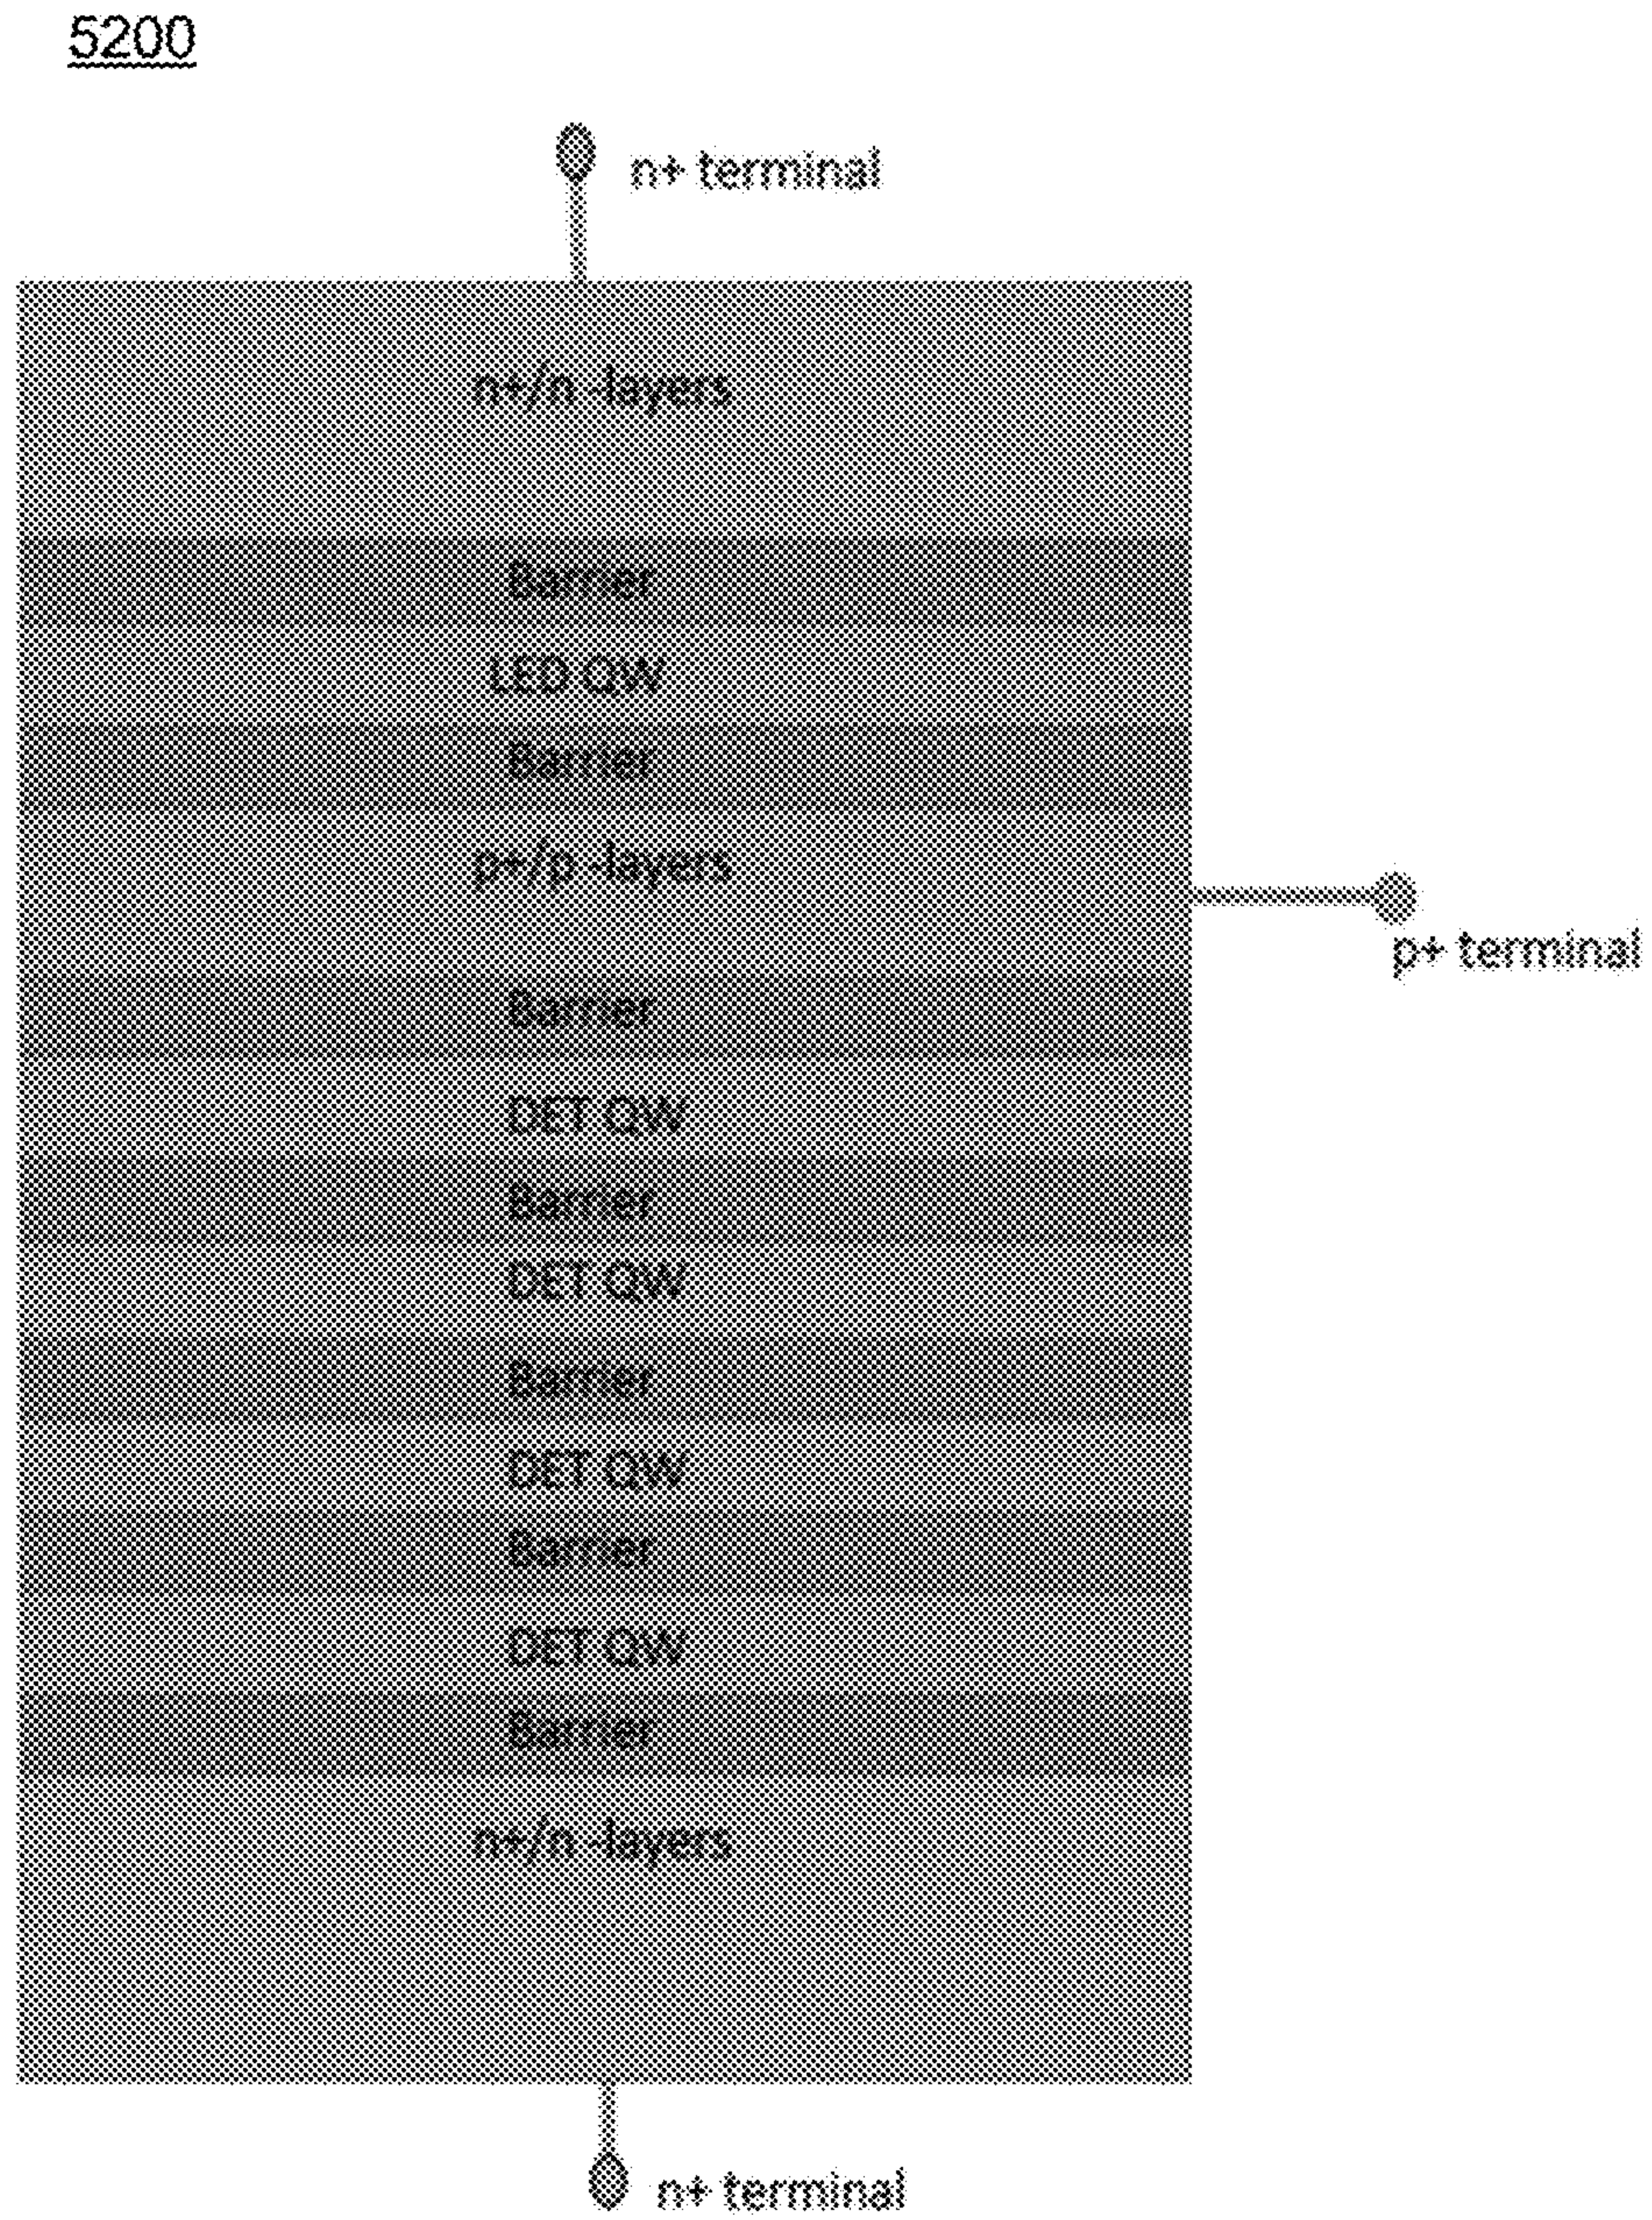 5200
n+ terminal
n+/n -layers
Barrier
LED QW
Barrier
p+/p -layers
p+ terminal
Barrier
DET QW
Barrier
DET QW
Barrier
DET QW
Barrier
DET QW
Barrier
n+/n -layers
n+ terminal